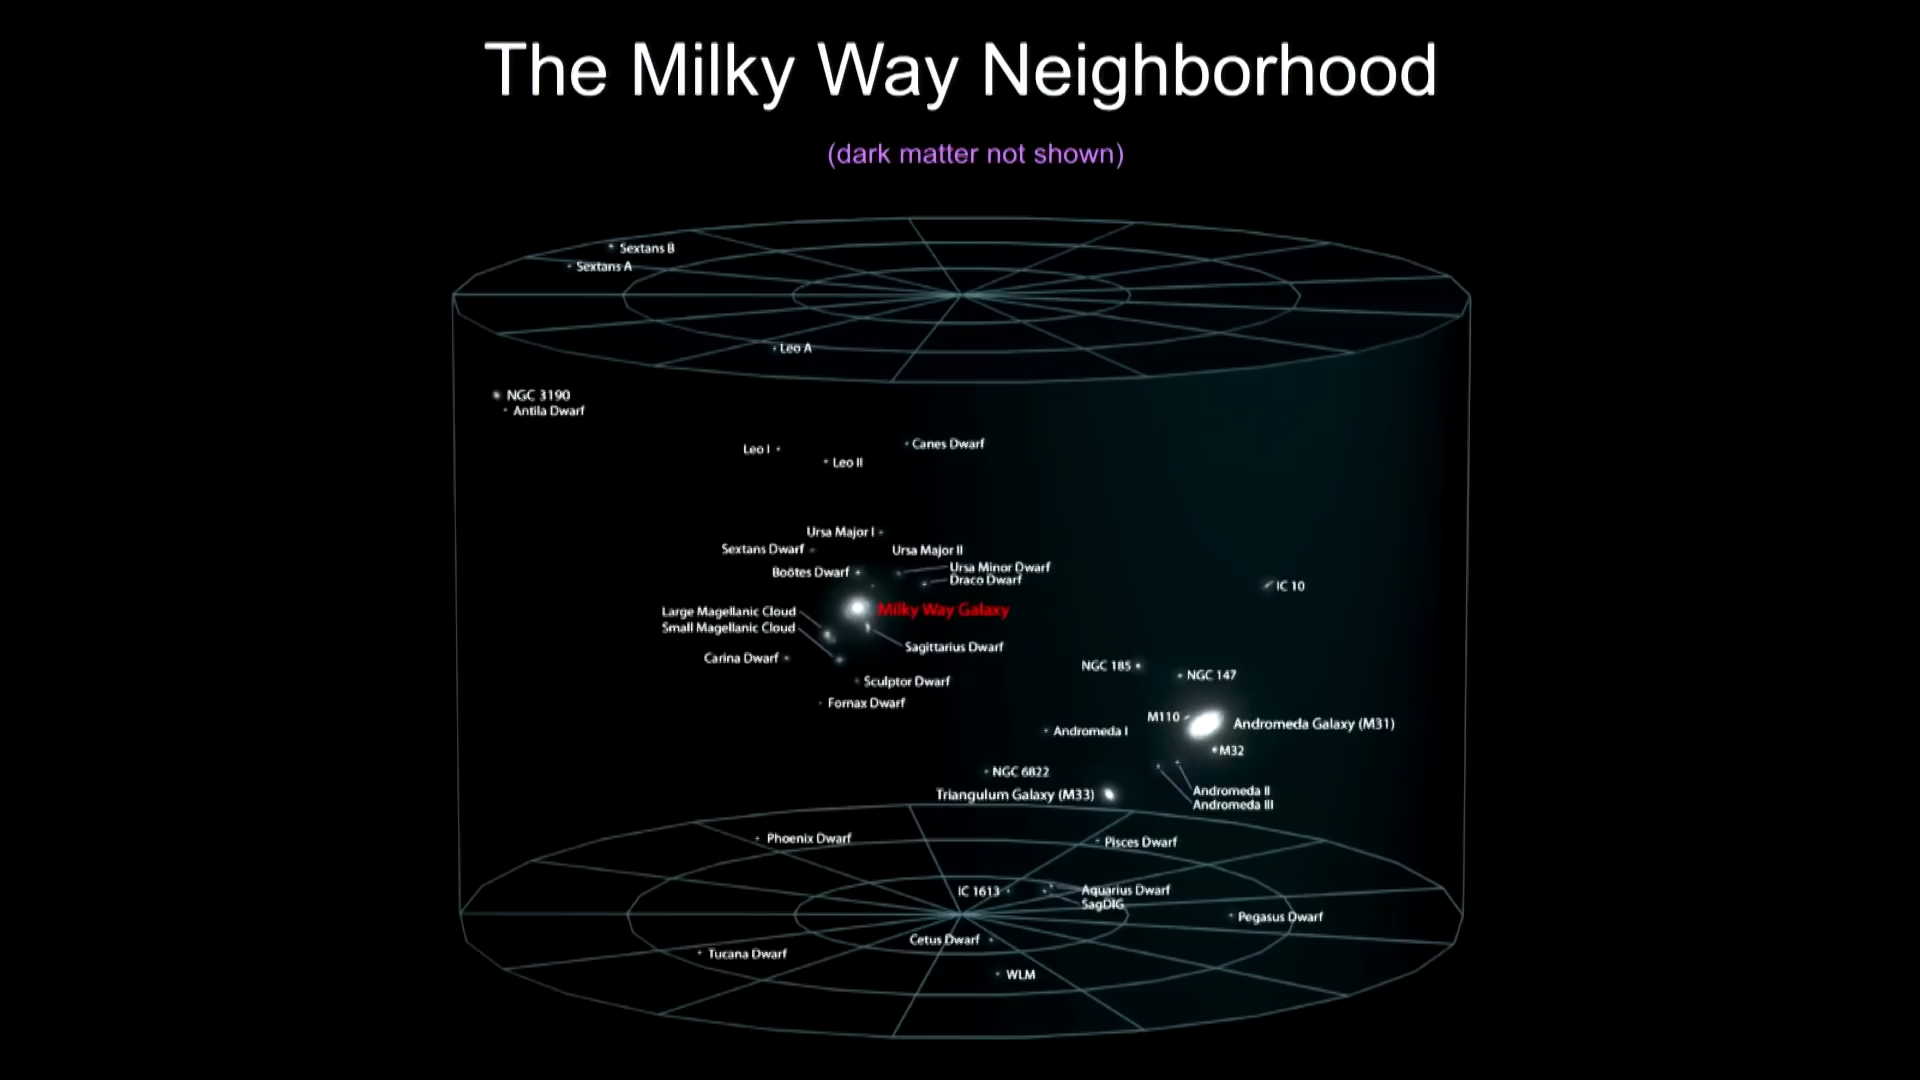 The Milky Way Neighborhood
(dark matter not shown)
Sextans B
Sextans A
Leo A
NGC 3190
Antila Dwarf
Canes Dwarf
Leo I
Leo II
Ursa Major I
Sextans Dwarf
Ursa Major II
Boötes Dwarf
Ursa Minor Dwarf
Draco Dwarf
IC 10
Milky Way Galaxy
Large Magellanic Cloud
Small Magellanic Cloud
Sagittarius Dwarf
Carina Dwarf
NGC 185
NGC 147
Sculptor Dwarf
Fornax Dwarf
M110
Andromeda Galaxy (M31)
Andromeda I
M32
NGC 6822
Andromeda II
Triangulum Galaxy (M33)
Andromeda III
Phoenix Dwarf
Pisces Dwarf
IC 1613
Aquarius Dwarf
SagDIG
Pegasus Dwarf
Cetus Dwarf
Tucana Dwarf
WLM